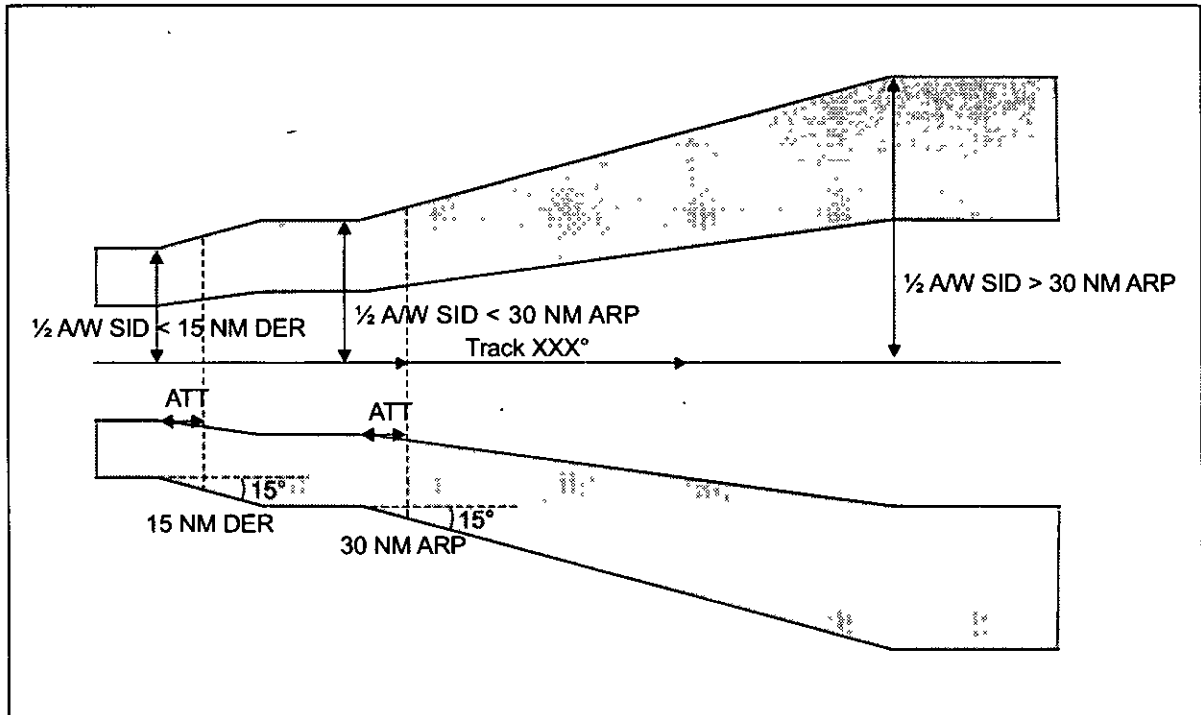 ½ A/W SID > 30 NM ARP
½ A/W SID < 30 NM ARP
½ A/W SID < 15 NM DER
Track XXX°
ATT
ATT
15°
15°
15 NM DER
30 NM ARP